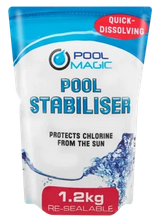 QUICK-
DISSOLVING
POOL
MAGIC
POOL
STABILISER
PROTECTS CHLORINE
FROM THE SUN
1.2kg
RE-SEALABLE